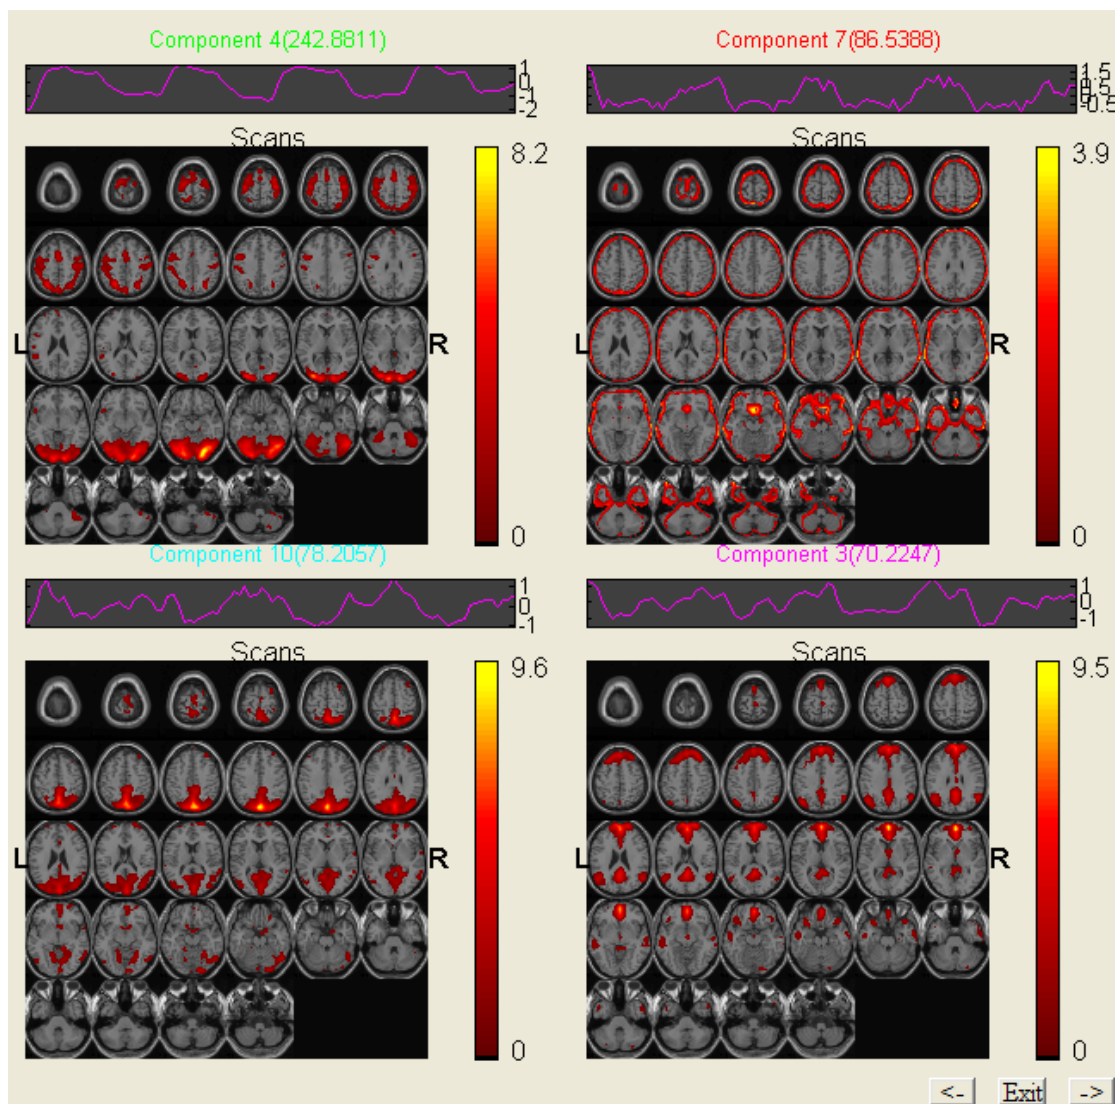 Component 4(242.8811)
1
0
-1
-2
Scans
8.2
L
R
0
Component 7(86.5388)
1.5
0.5
-0.5
Scans
3.9
L
R
0
Component 10(78.2057)
1
0
-1
Scans
9.6
L
R
0
Component 3(70.2247)
1
0
-1
Scans
9.5
L
R
0
<- Exit ->